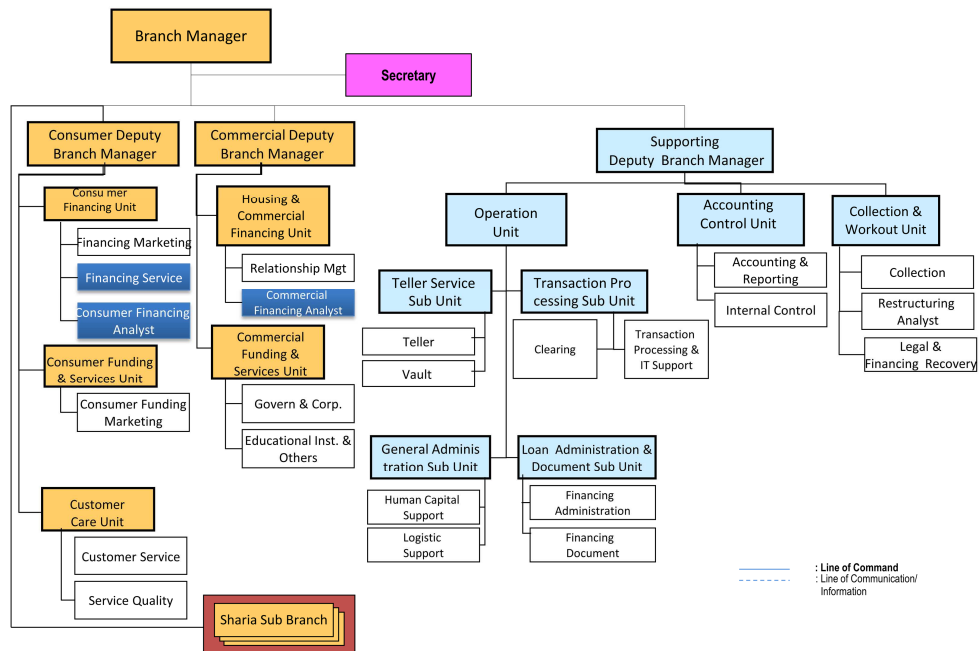 Branch Manager
Secretary
Consumer Deputy
Branch Manager
Commercial Deputy
Branch Manager
Supporting
Deputy Branch Manager
Consumer
Financing Unit
Financing Marketing
Financing Service
Consumer Financing
Analyst
Consumer Funding
& Services Unit
Consumer Funding
Marketing
Customer
Care Unit
Customer Service
Service Quality
Housing &
Commercial
Financing Unit
Relationship Mgt
Commercial
Financing Analyst
Commercial
Funding &
Services Unit
Govern & Corp.
Educational Inst. &
Others
Sharia Sub Branch
Operation
Unit
Teller Service
Sub Unit
Teller
Vault
Transaction Pro
cessing Sub Unit
Clearing
Transaction
Processing &
IT Support
General Adminis
tration Sub Unit
Human Capital
Support
Logistic
Support
Loan Administration &
Document Sub Unit
Financing
Administration
Financing
Document
Accounting
Control Unit
Accounting &
Reporting
Internal Control
Collection &
Workout Unit
Collection
Restructuring
Analyst
Legal &
Financing Recovery
: Line of Command
: Line of Communication/
Information